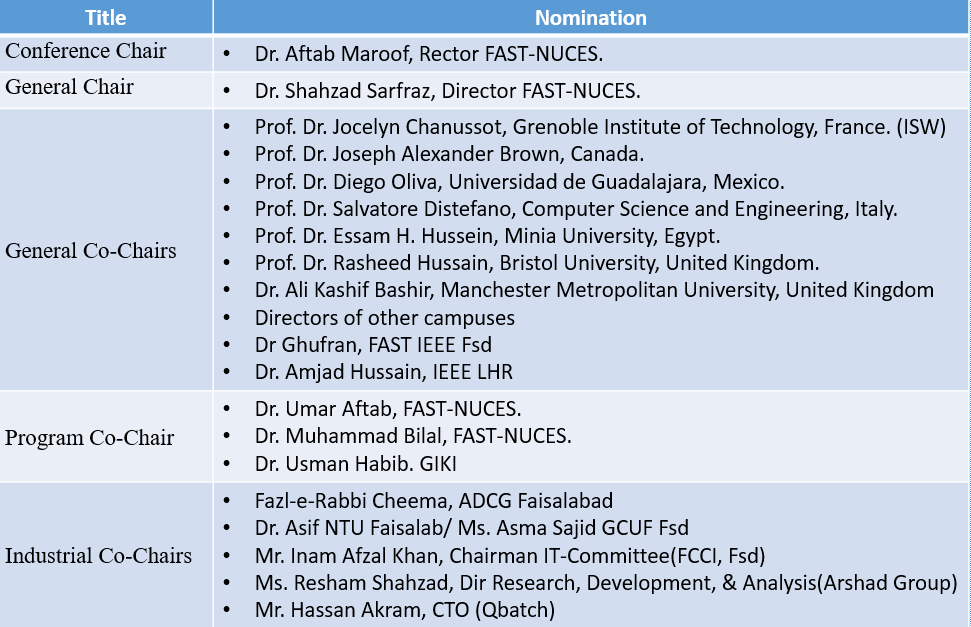 Title
Nomination
Conference Chair
• Dr. Aftab Maroof, Rector FAST-NUCES.
General Chair
• Dr. Shahzad Sarfraz, Director FAST-NUCES.
General Co-Chairs
• Prof. Dr. Jocelyn Chanussot, Grenoble Institute of Technology, France. (ISW)
• Prof. Dr. Joseph Alexander Brown, Canada.
• Prof. Dr. Diego Oliva, Universidad de Guadalajara, Mexico.
• Prof. Dr. Salvatore Distefano, Computer Science and Engineering, Italy.
• Prof. Dr. Essam H. Hussein, Minia University, Egypt.
• Prof. Dr. Rasheed Hussain, Bristol University, United Kingdom.
• Dr. Ali Kashif Bashir, Manchester Metropolitan University, United Kingdom
• Directors of other campuses
• Dr Ghufran, FAST IEEE Fsd
• Dr. Amjad Hussain, IEEE LHR
Program Co-Chair
• Dr. Umar Aftab, FAST-NUCES.
• Dr. Muhammad Bilal, FAST-NUCES.
• Dr. Usman Habib. GIKI
Industrial Co-Chairs
• Fazl-e-Rabbi Cheema, ADCG Faisalabad
• Dr. Asif NTU Faisalab/ Ms. Asma Sajid GCUF Fsd
• Mr. Inam Afzal Khan, Chairman IT-Committee(FCCI, Fsd)
• Ms. Resham Shahzad, Dir Research, Development, & Analysis(Arshad Group)
• Mr. Hassan Akram, CTO (Qbatch)